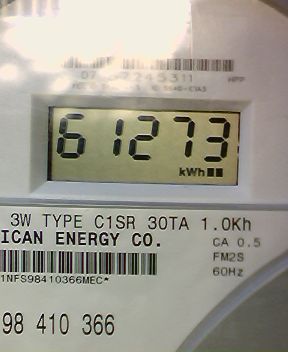 61273
kWh
3W TYPE C1SR 30TA 1.0Kh
ICAN ENERGY CO.
CA 0.5
FM2S
60Hz
1NFS98410366MEC*
98 410 366